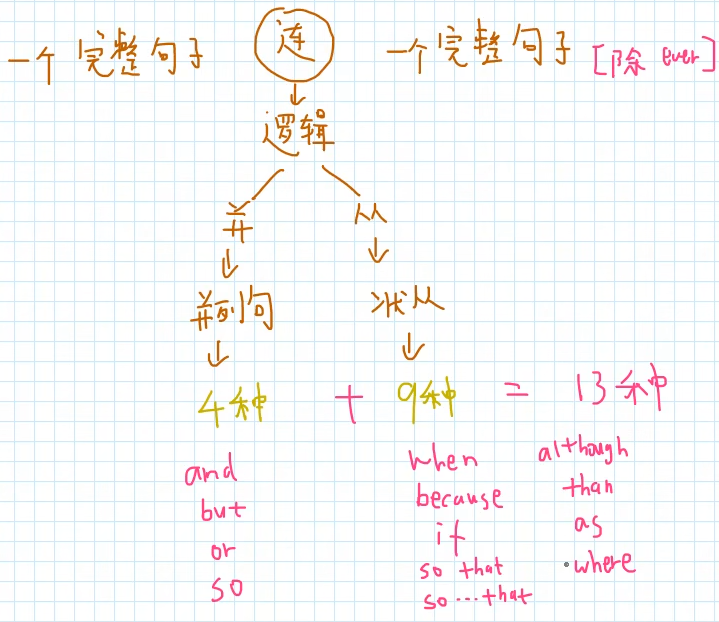 一个完整句子 连 一个完整句子 [除 ever]
逻辑
并 从
并列句 状从
4种 + 9种 = 13种
and when although
but because than
or if as
so so that where
so...that